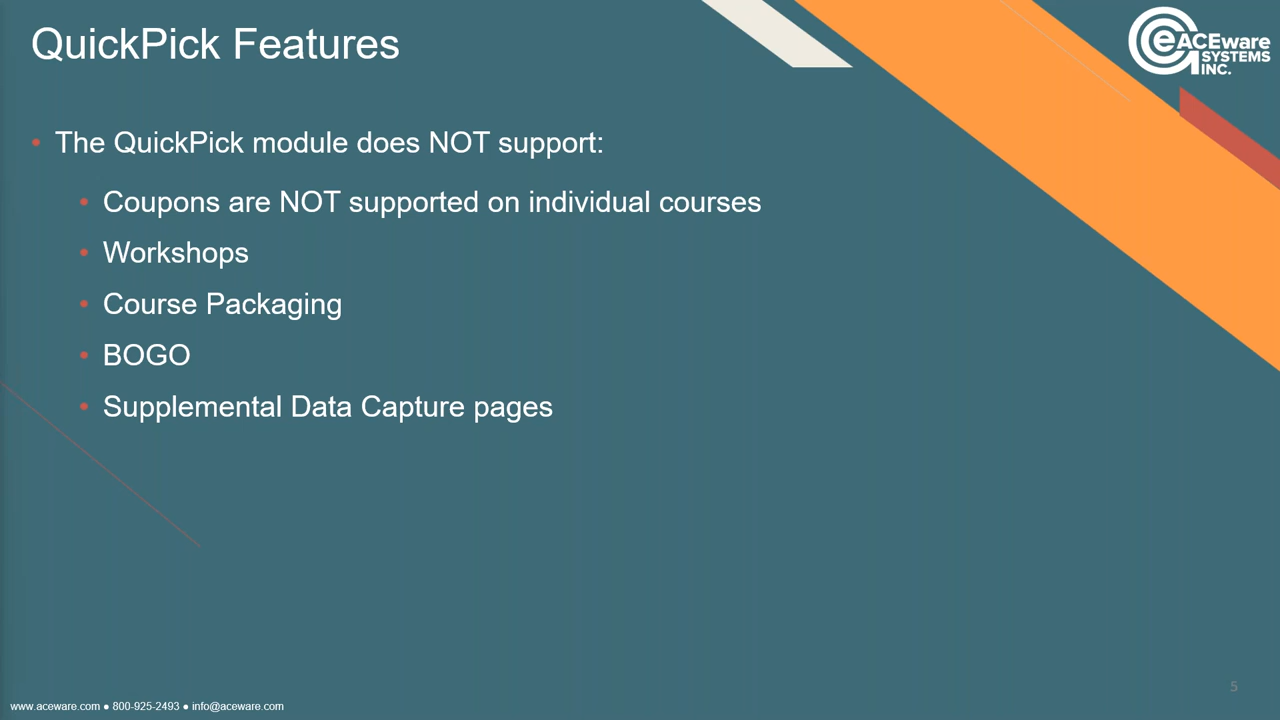 QuickPick Features
eACEware
SYSTEMS
INC.
• The QuickPick module does NOT support:
• Coupons are NOT supported on individual courses
• Workshops
• Course Packaging
• BOGO
• Supplemental Data Capture pages
5
www.aceware.com ● 800-925-2493 ● info@aceware.com